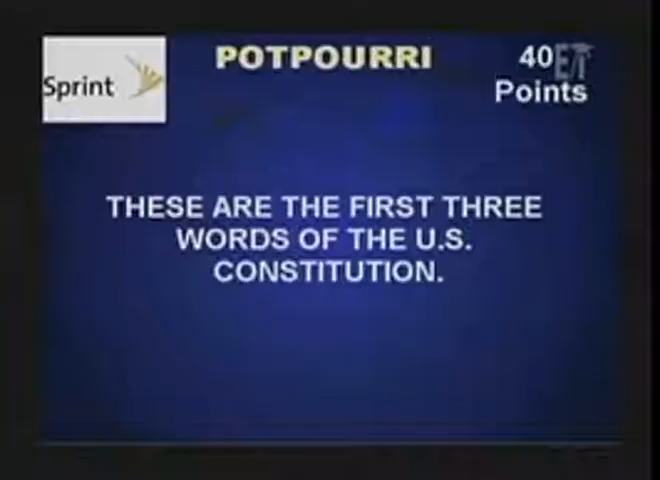 Sprint
POTPOURRI
40
Points
THESE ARE THE FIRST THREE
WORDS OF THE U.S.
CONSTITUTION.